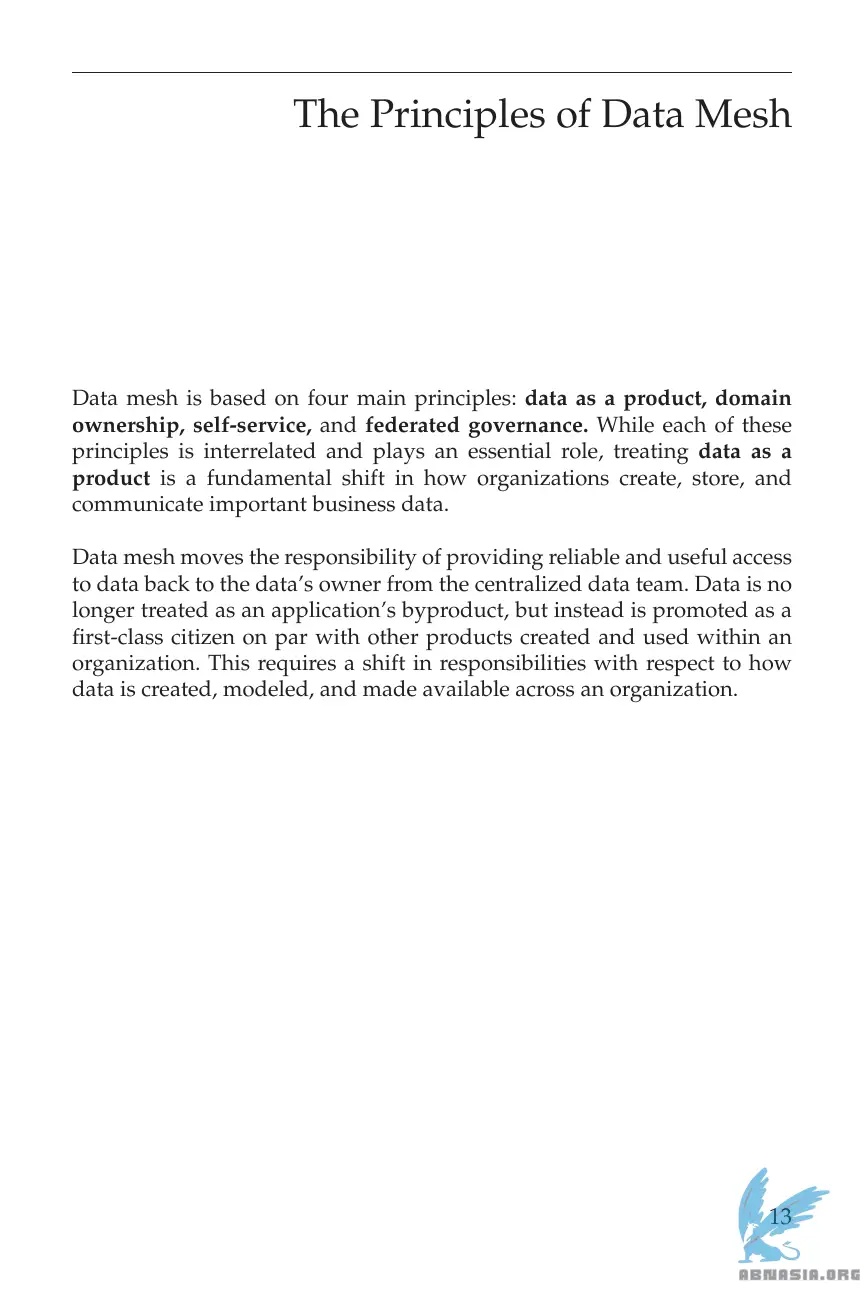 The Principles of Data Mesh
Data mesh is based on four main principles: data as a product, domain
ownership, self-service, and federated governance. While each of these
principles is interrelated and plays an essential role, treating data as a
product is a fundamental shift in how organizations create, store, and
communicate important business data.
Data mesh moves the responsibility of providing reliable and useful access
to data back to the data’s owner from the centralized data team. Data is no
longer treated as an application’s byproduct, but instead is promoted as a
first-class citizen on par with other products created and used within an
organization. This requires a shift in responsibilities with respect to how
data is created, modeled, and made available across an organization.
13
ABNASIA.ORG